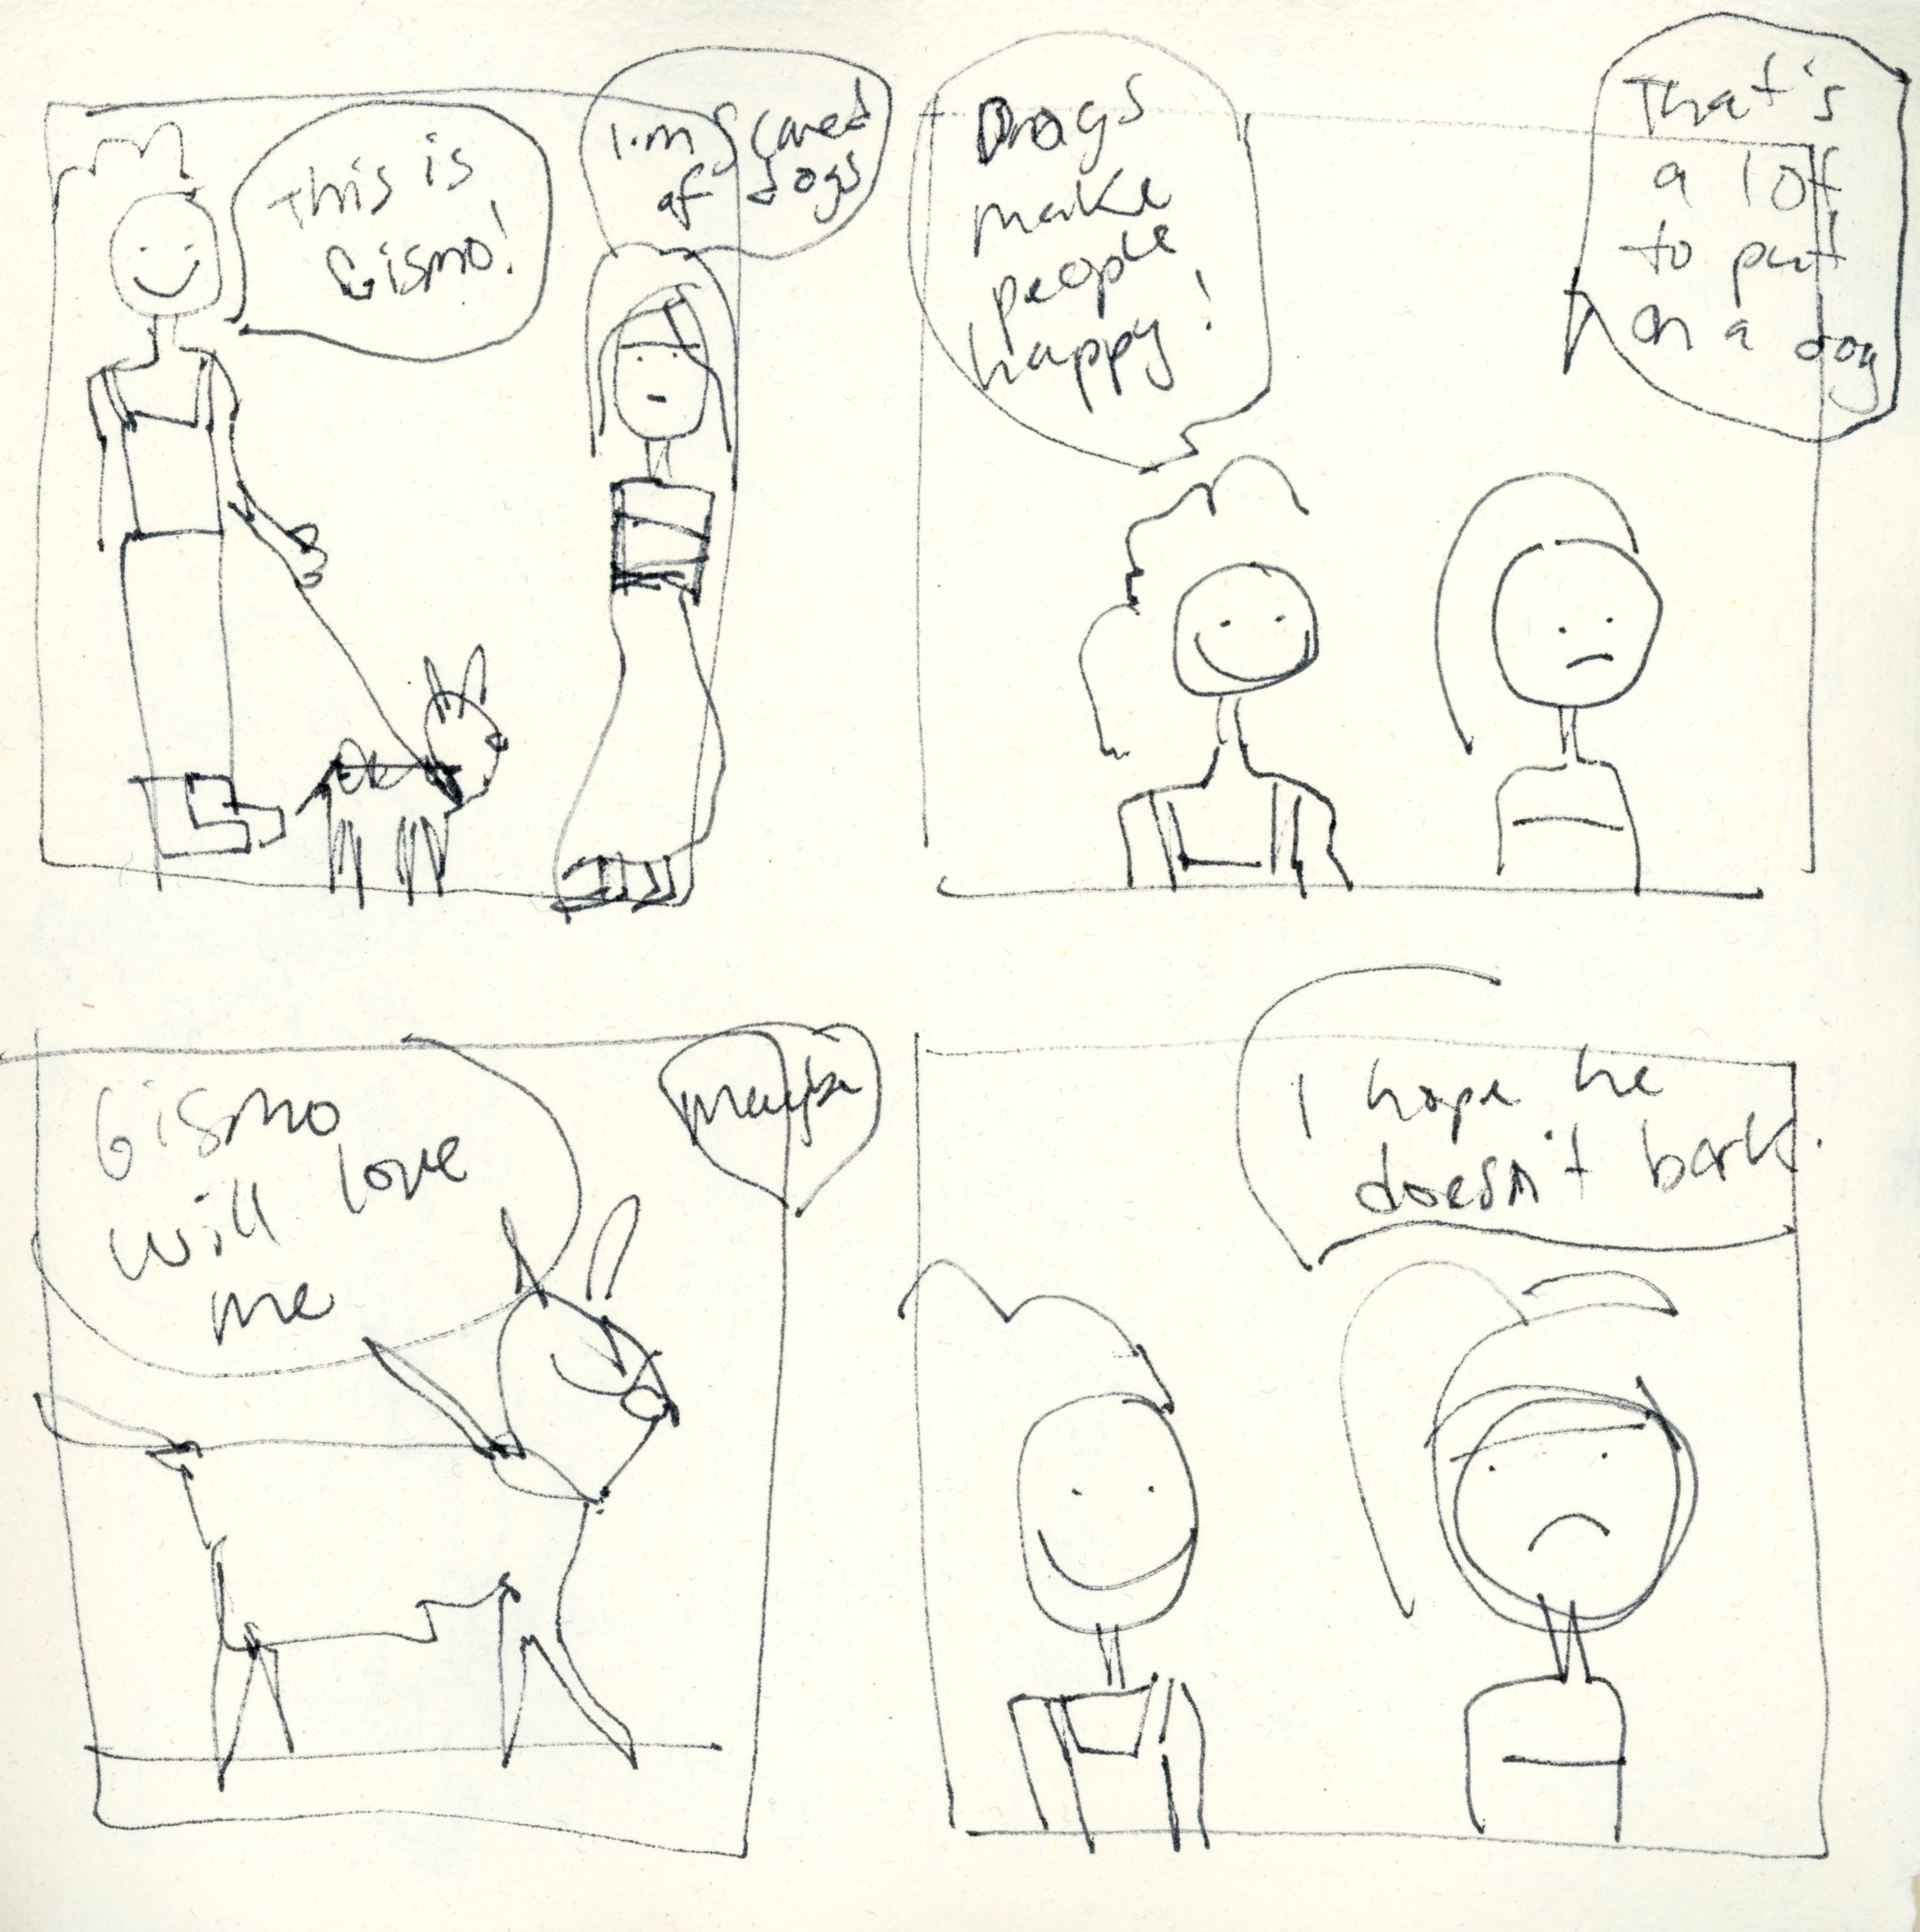 This is
Gismo!
I'm scared
of dogs
Dogs
make
people
happy!
That's
a lot
to put
on a dog
Gismo
will love
me
maybe
I hope he
doesn't bark.